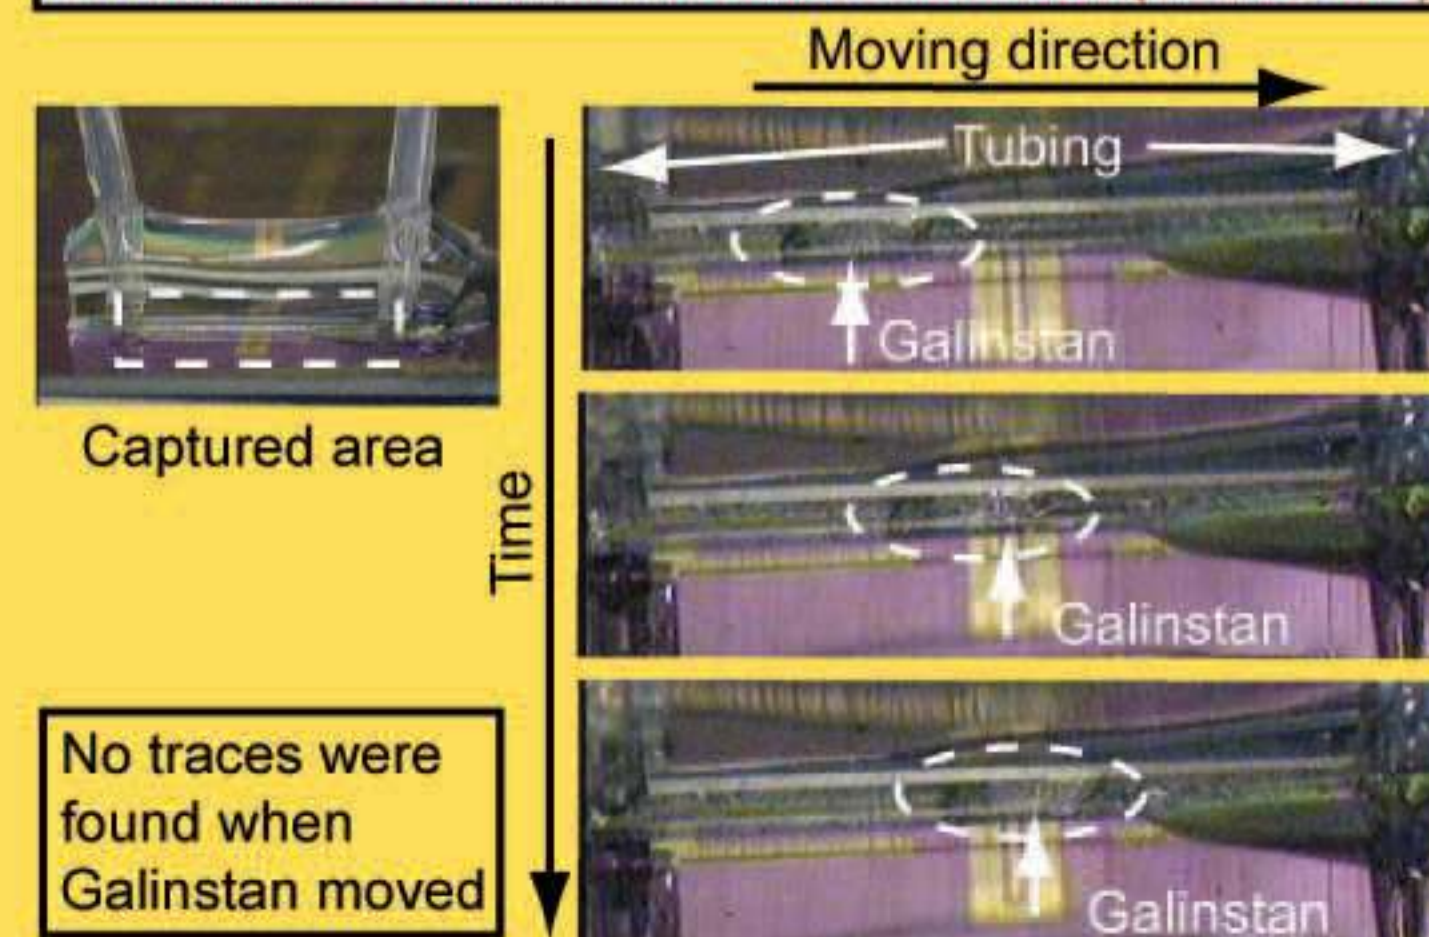 Moving direction
Tubing
Galinstan
Captured area
Time
Galinstan
No traces were
found when
Galinstan moved
Galinstan